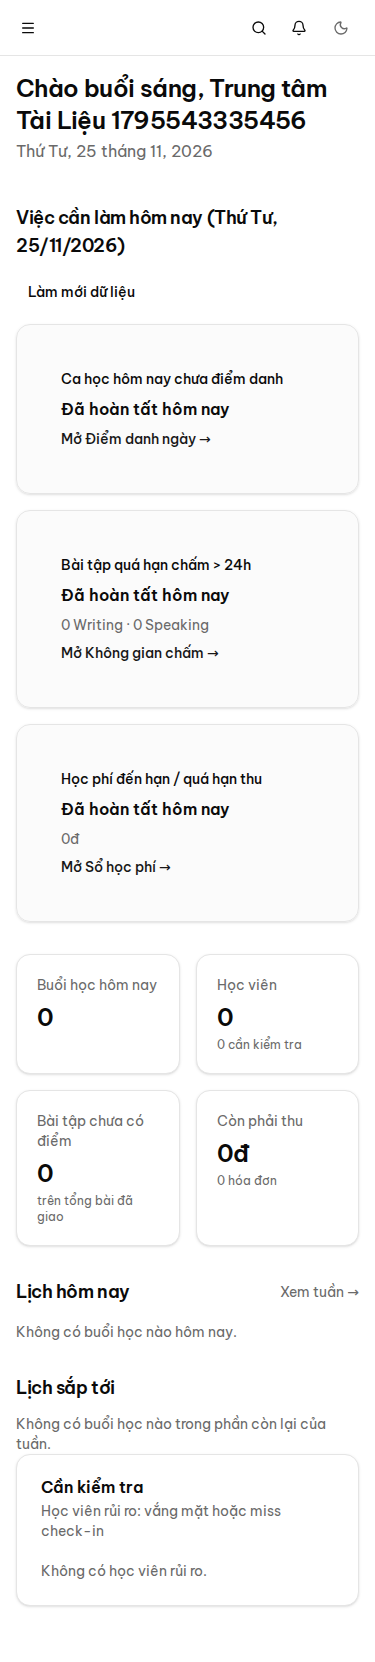 Chào buổi sáng, Trung tâm
Tài Liệu 1795543335456
Thứ Tư, 25 tháng 11, 2026
Việc cần làm hôm nay (Thứ Tư,
25/11/2026)
Làm mới dữ liệu
Ca học hôm nay chưa điểm danh
Đã hoàn tất hôm nay
Mở Điểm danh ngày →
Bài tập quá hạn chấm > 24h
Đã hoàn tất hôm nay
0 Writing · 0 Speaking
Mở Không gian chấm →
Học phí đến hạn / quá hạn thu
Đã hoàn tất hôm nay
0đ
Mở Sổ học phí →
Buổi học hôm nay
0
Học viên
0
0 cần kiểm tra
Bài tập chưa có
điểm
0
trên tổng bài đã
giao
Còn phải thu
0đ
0 hóa đơn
Lịch hôm nay
Xem tuần →
Không có buổi học nào hôm nay.
Lịch sắp tới
Không có buổi học nào trong phần còn lại của
tuần.
Cần kiểm tra
Học viên rủi ro: vắng mặt hoặc miss
check-in
Không có học viên rủi ro.